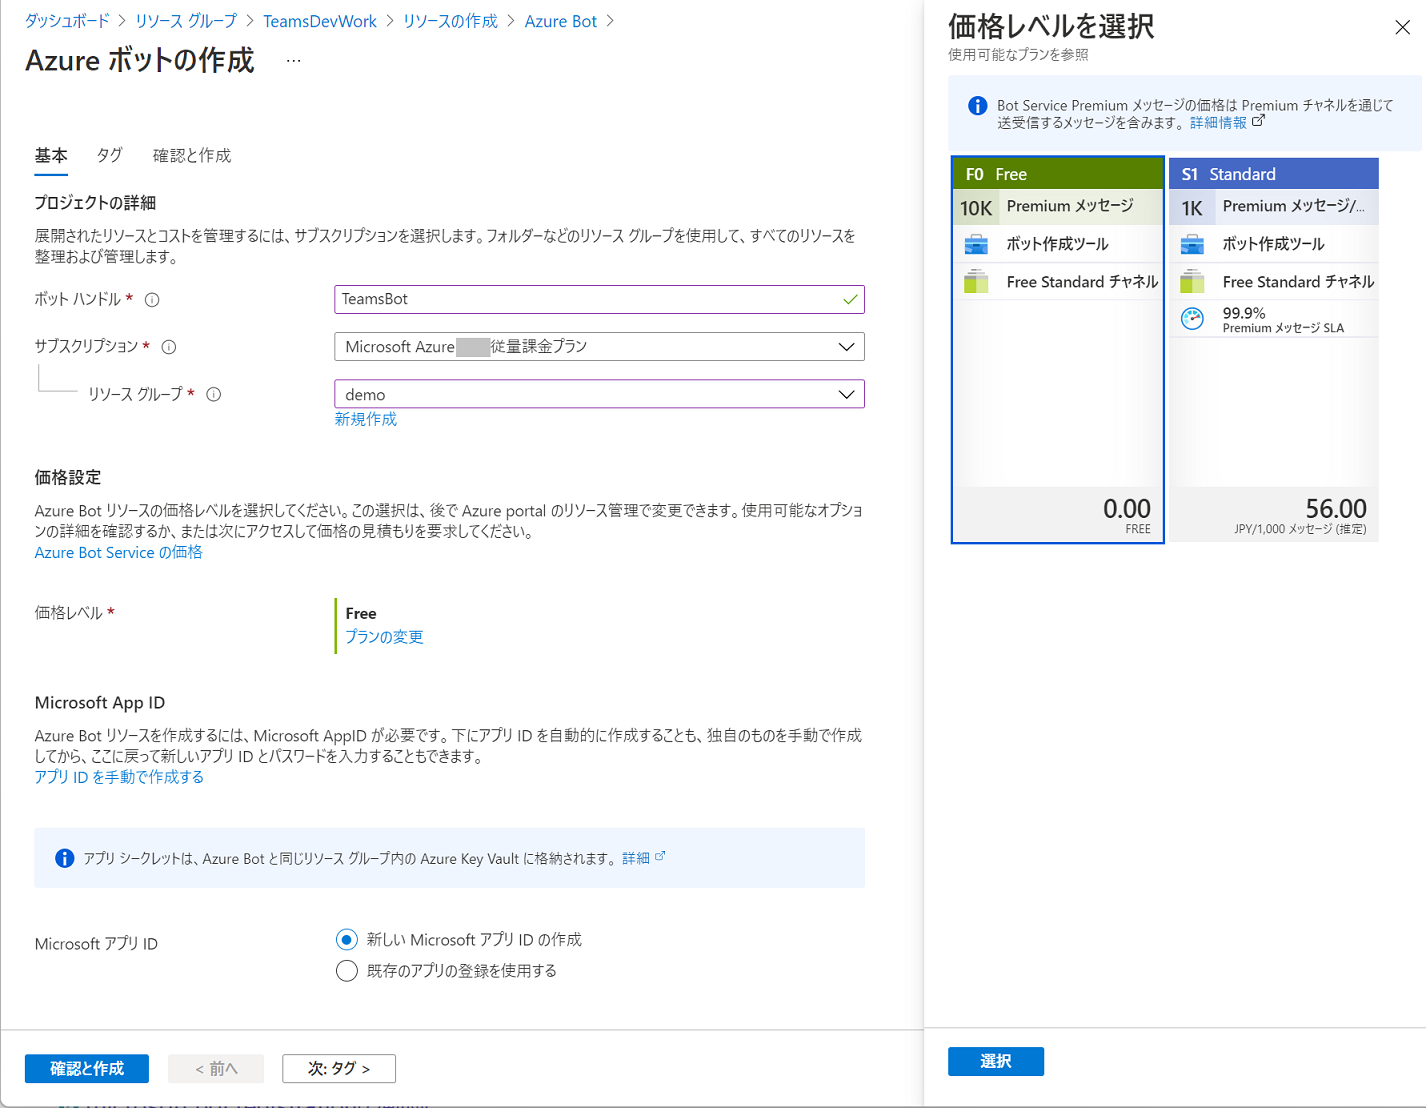 ダッシュボード > リソース グループ > TeamsDevWork > リソースの作成 > Azure Bot >
Azure ボットの作成 …
基本 タグ 確認と作成
プロジェクトの詳細
展開されたリソースとコストを管理するには、サブスクリプションを選択します。フォルダーなどのリソース グループを使用して、すべてのリソースを
整理および管理します。
ボット ハンドル *
TeamsBot
サブスクリプション *
Microsoft Azure 従量課金プラン
リソース グループ *
demo
新規作成
価格設定
Azure Bot リソースの価格レベルを選択してください。この選択は、後で Azure portal のリソース管理で変更できます。使用可能なオプショ
ンの詳細を確認するか、または次にアクセスして価格の見積もりを要求してください。
Azure Bot Service の価格
価格レベル *
Free
プランの変更
Microsoft App ID
Azure Bot リソースを作成するには、Microsoft AppID が必要です。下にアプリ ID を自動的に作成することも、独自のものを手動で作成
してから、ここに戻って新しいアプリ ID とパスワードを入力することもできます。
アプリ ID を手動で作成する
アプリ シークレットは、Azure Bot と同じリソース グループ内の Azure Key Vault に格納されます。 詳細
Microsoft アプリ ID
新しい Microsoft アプリ ID の作成
既存のアプリの登録を使用する
確認と作成
< 前へ
次: タグ >
価格レベルを選択
使用可能なプランを参照
Bot Service Premium メッセージの価格は Premium チャネルを通じて
送受信するメッセージを含みます。詳細情報
F0 Free
10K Premium メッセージ
ボット作成ツール
Free Standard チャネル
0.00
FREE
S1 Standard
1K Premium メッセージ/...
ボット作成ツール
Free Standard チャネル
99.9%
Premium メッセージ SLA
56.00
JPY/1,000 メッセージ (推定)
選択